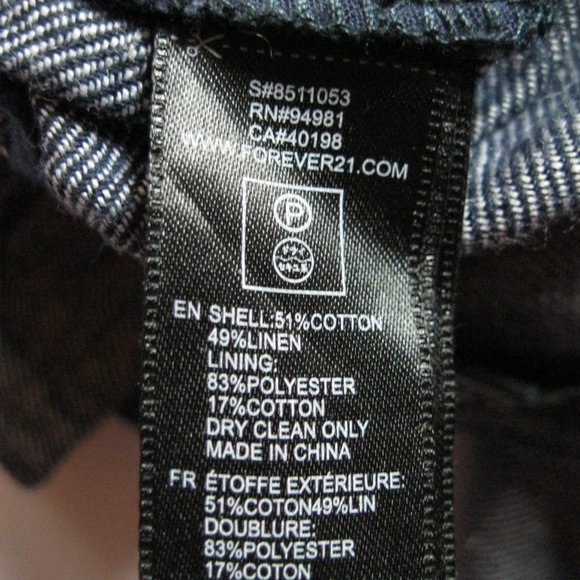 S#8511053
RN#94981
CA#40198
WWW.FOREVER21.COM
P
EN SHELL:51%COTTON
49%LINEN
LINING:
83%POLYESTER
17%COTTON
DRY CLEAN ONLY
MADE IN CHINA
FR ÉTOFFE EXTÉRIEURE:
51%COTON49%LIN
DOUBLURE:
83%POLYESTER
17%COTON